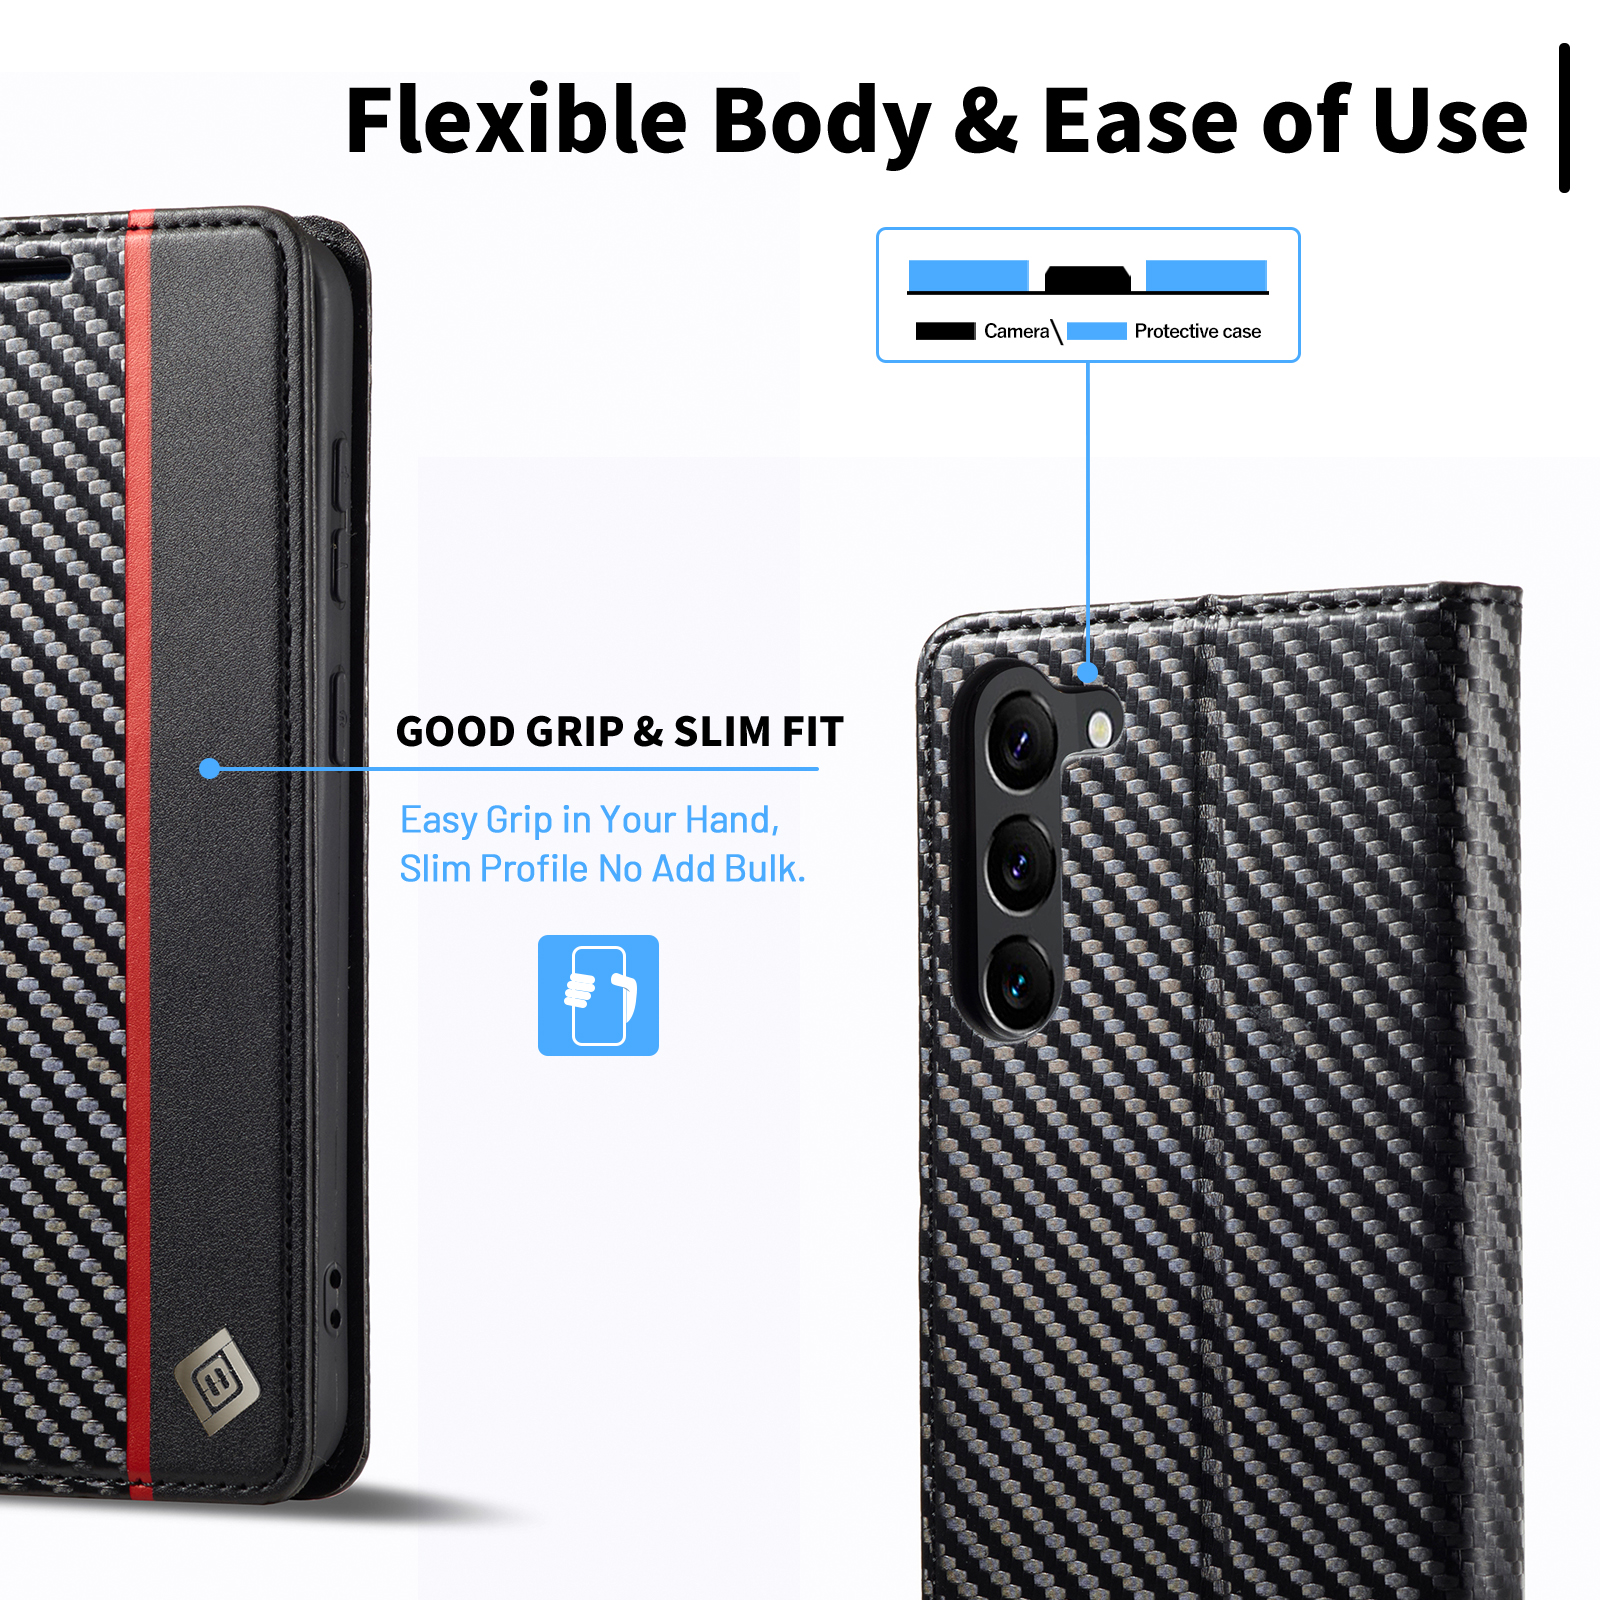 Flexible Body & Ease of Use
Camera\ Protective case
GOOD GRIP & SLIM FIT
Easy Grip in Your Hand,
Slim Profile No Add Bulk.